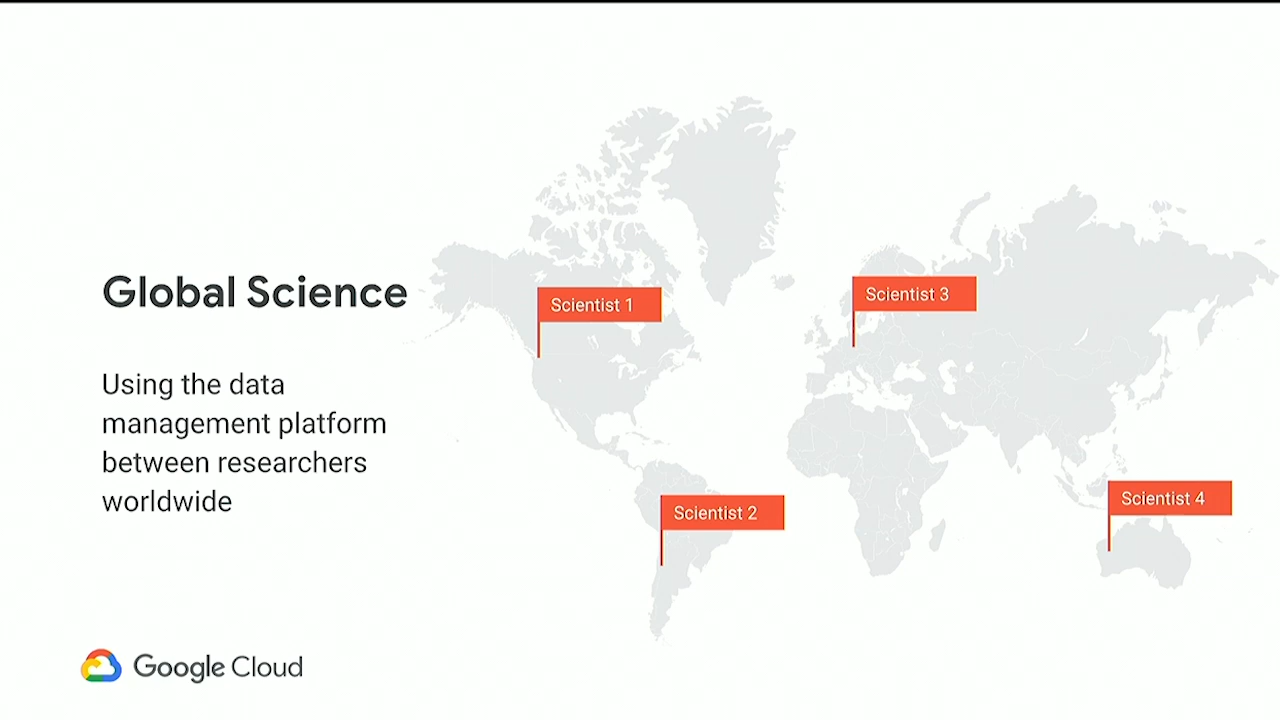 Global Science
Using the data
management platform
between researchers
worldwide
Scientist 1
Scientist 2
Scientist 3
Scientist 4
Google Cloud